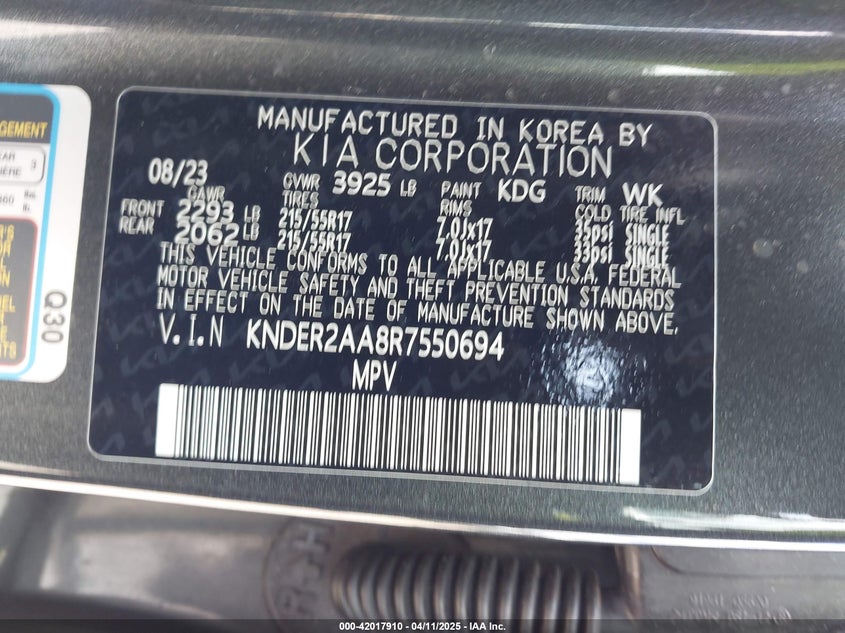 GEMENT
3
Q30
MANUFACTURED IN KOREA BY
KIA CORPORATION
08/23 GVWR 3925 LB PAINT KDG TRIM WK
GAWR TIRES RIMS COLD TIRE INFL
FRONT 2293 LB 215/55R17 7.0Jx17 35psi SINGLE
REAR 2062 LB 215/55R17 7.0Jx17 33psi SINGLE
THIS VEHICLE CONFORMS TO ALL APPLICABLE U.S.A. FEDERAL
MOTOR VEHICLE SAFETY AND THEFT PREVENTION STANDARDS
IN EFFECT ON THE DATE OF MANUFACTURE SHOWN ABOVE.
V.I.N KNDER2AA8R7550694
MPV
000-42017910 - 04/11/2025 - IAA Inc.